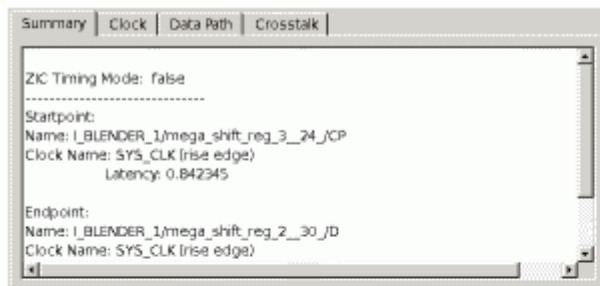 Summary Clock Data Path Crosstalk
ZIC Timing Mode: false
------------------------------
Startpoint:
Name: I_BLENDER_1/mega_shift_reg_3__24_/CP
Clock Name: SYS_CLK (rise edge)
Latency: 0.842345
Endpoint:
Name: I_BLENDER_1/mega_shift_reg_2__30_/D
Clock Name: SYS_CLK (rise edge)